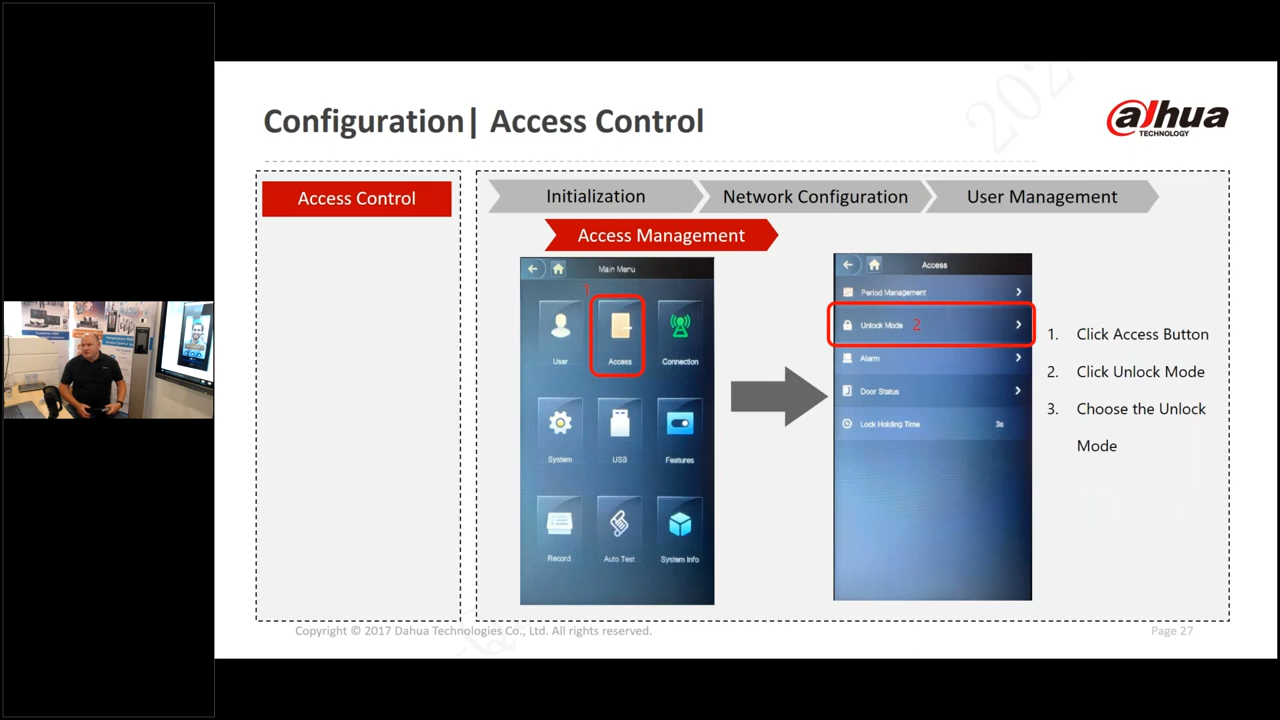 Configuration| Access Control
alhua
TECHNOLOGY
Access Control
Initialization
Network Configuration
User Management
Access Management
Main Menu
1
User
Access
Connection
System
USB
Features
Record
Auto Test
System Info
Access
Period Management
Unlock Mode 2
Alarm
Door Status
Lock Holding Time 3s
1. Click Access Button
2. Click Unlock Mode
3. Choose the Unlock
Mode
Copyright © 2017 Dahua Technologies Co., Ltd. All rights reserved.
Page 27